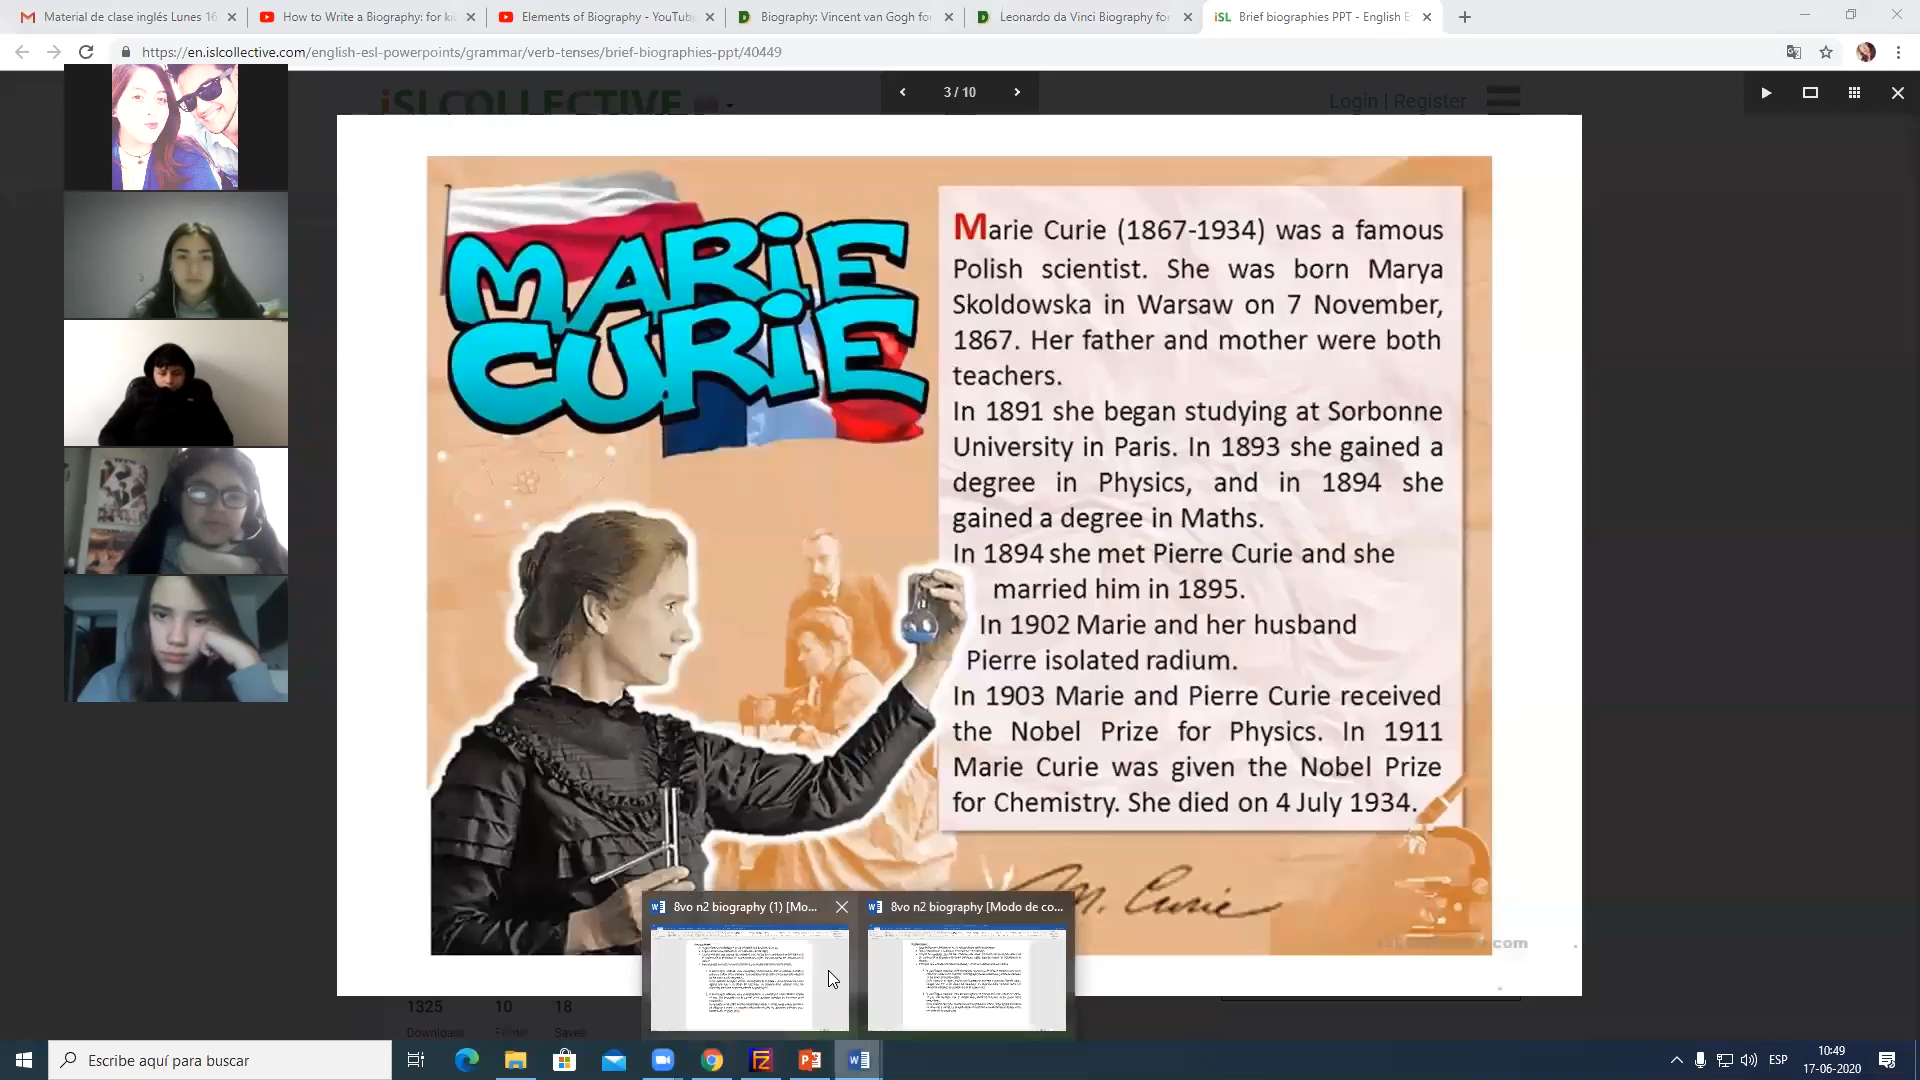 Material de clase inglés Lunes 16
How to Write a Biography: for ki
Elements of Biography - YouTub
Biography: Vincent van Gogh for
Leonardo da Vinci Biography for
iSL Brief biographies PPT - English E
https://en.islcollective.com/english-esl-powerpoints/grammar/verb-tenses/brief-biographies-ppt/40449
iSLCOLLECTIVE
3 / 10
Login | Register
MARiE
CURiE
Marie Curie (1867-1934) was a famous
Polish scientist. She was born Marya
Skoldowska in Warsaw on 7 November,
1867. Her father and mother were both
teachers.
In 1891 she began studying at Sorbonne
University in Paris. In 1893 she gained a
degree in Physics, and in 1894 she
gained a degree in Maths.
In 1894 she met Pierre Curie and she
married him in 1895.
In 1902 Marie and her husband
Pierre isolated radium.
In 1903 Marie and Pierre Curie received
the Nobel Prize for Physics. In 1911
Marie Curie was given the Nobel Prize
for Chemistry. She died on 4 July 1934.
M. Curie
8vo n2 biography (1) [Mo...
8vo n2 biography [Modo de co...
1325
10
18
Escribe aquí para buscar
ESP
10:49
17-06-2020